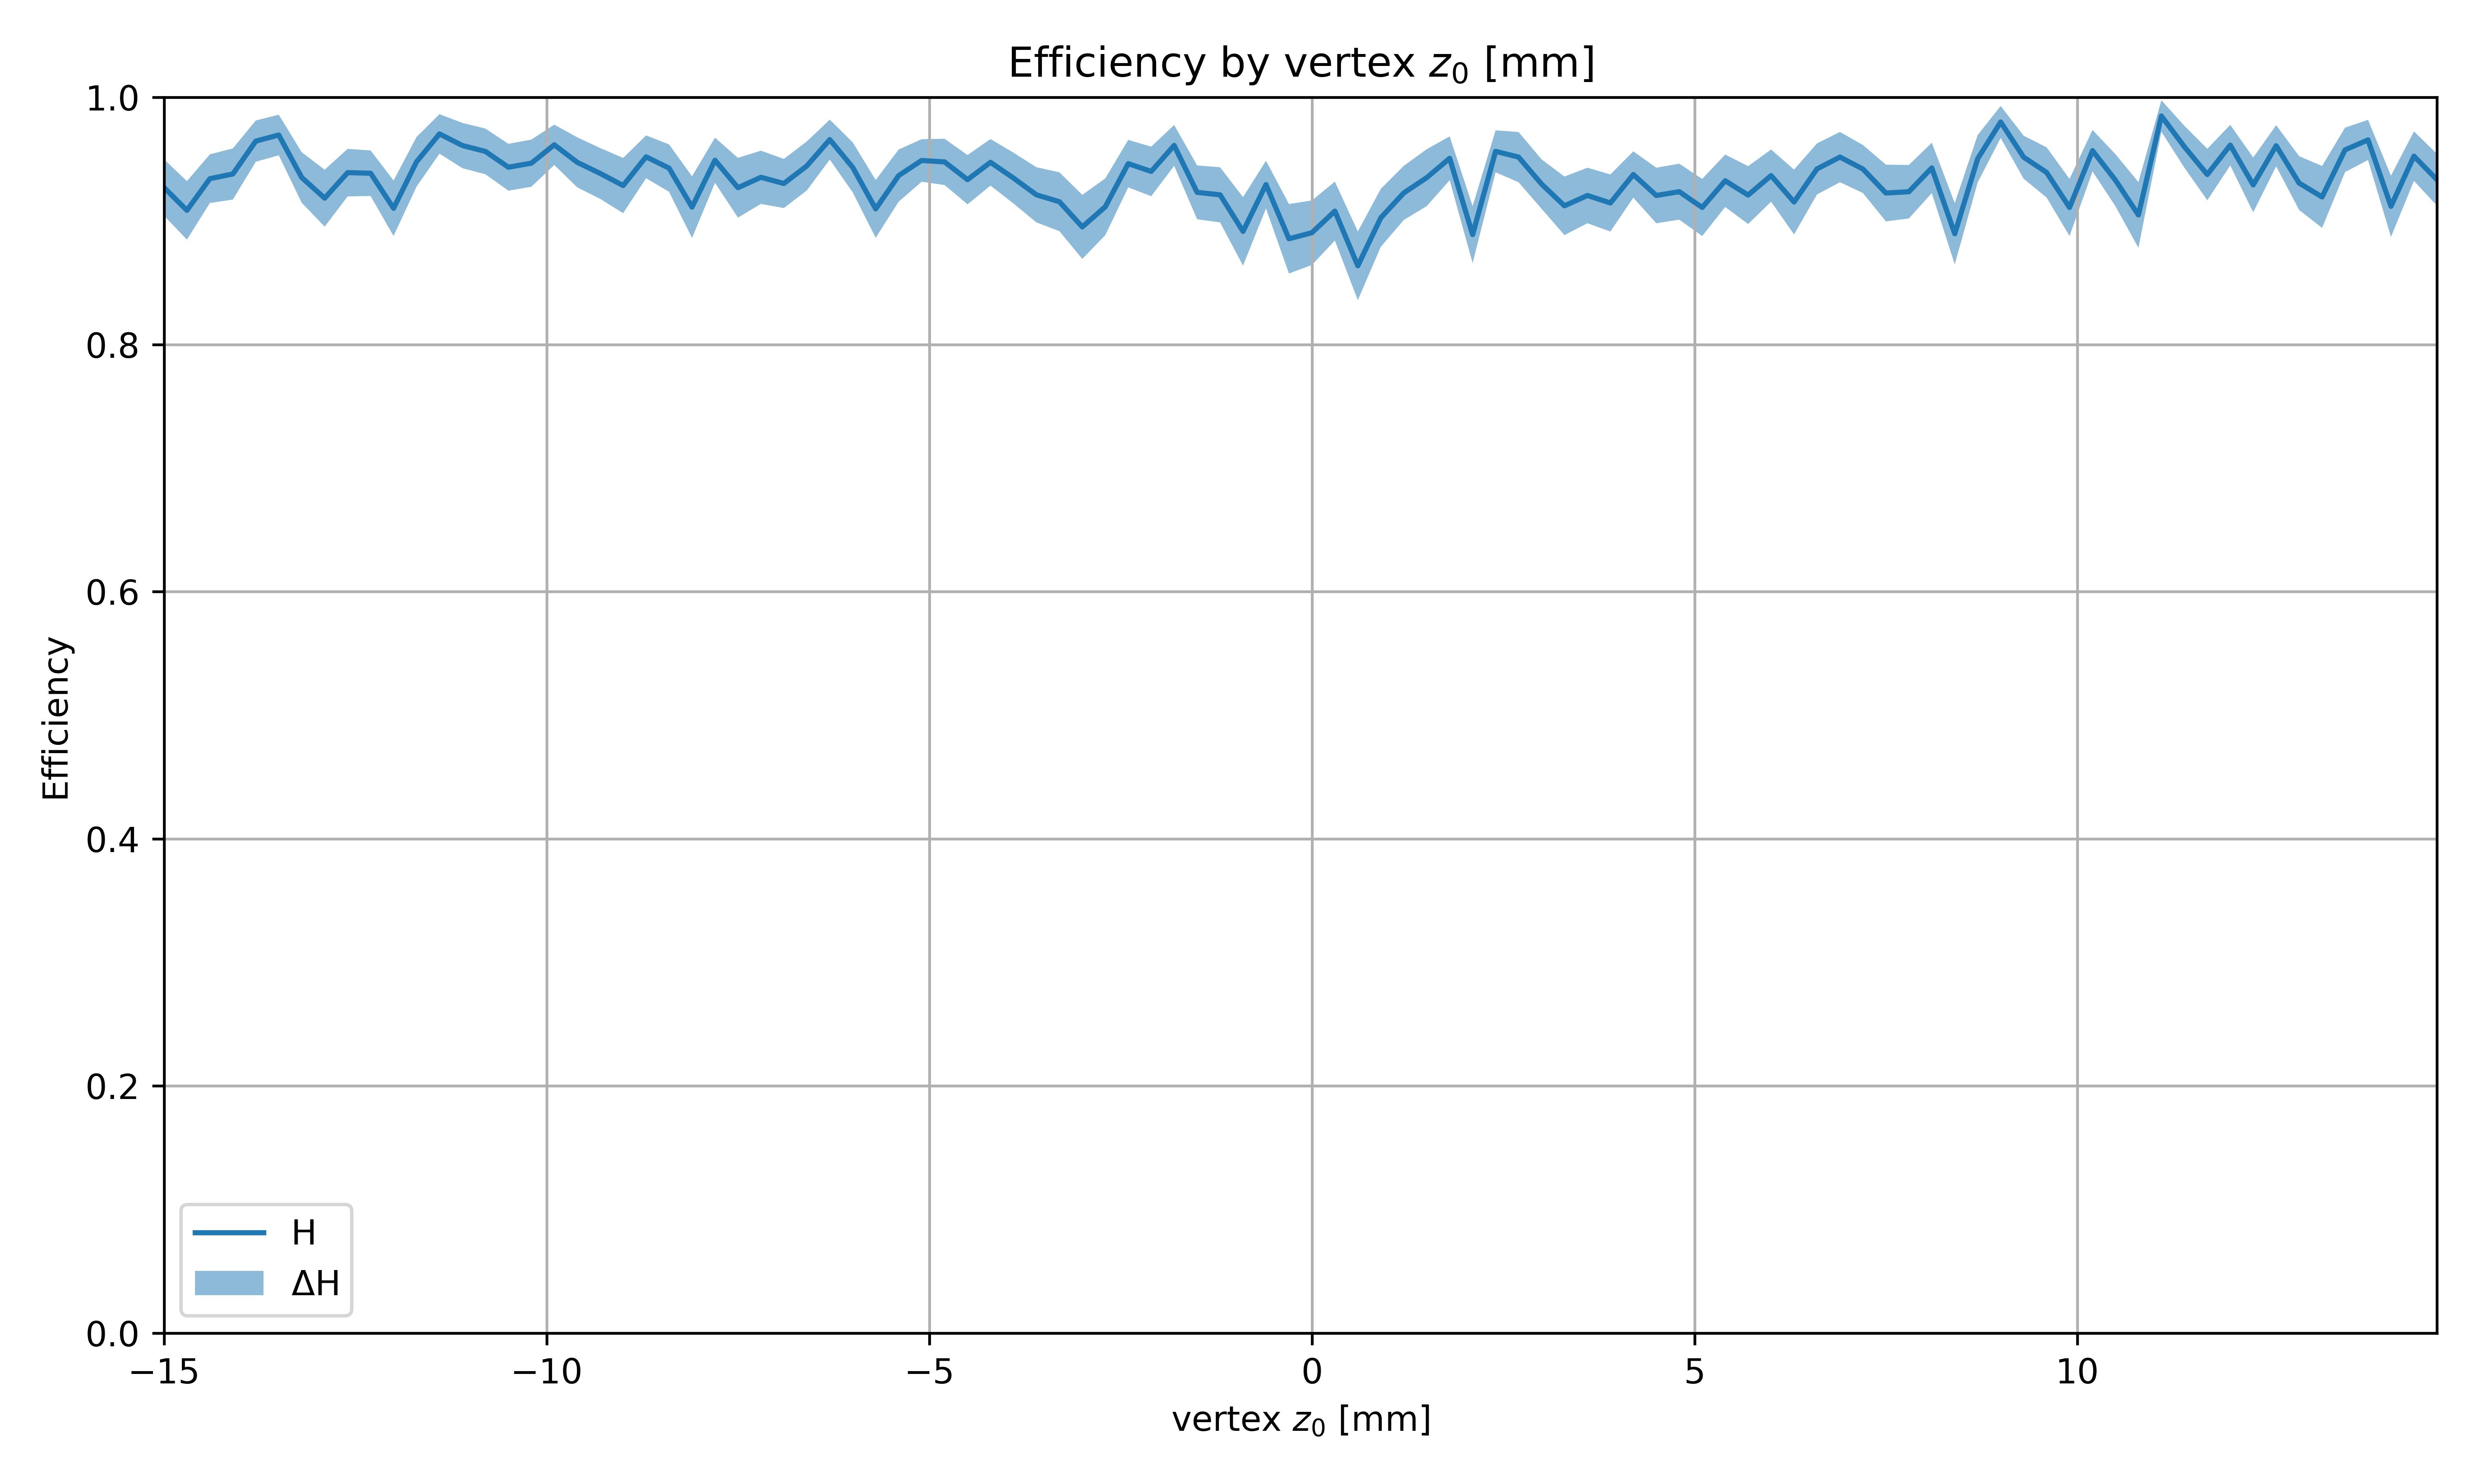 Efficiency by vertex z₀ [mm]
1.0
0.8
0.6
0.4
0.2
0.0
Efficiency
H
ΔH
−15 −10 −5 0 5 10
vertex z₀ [mm]